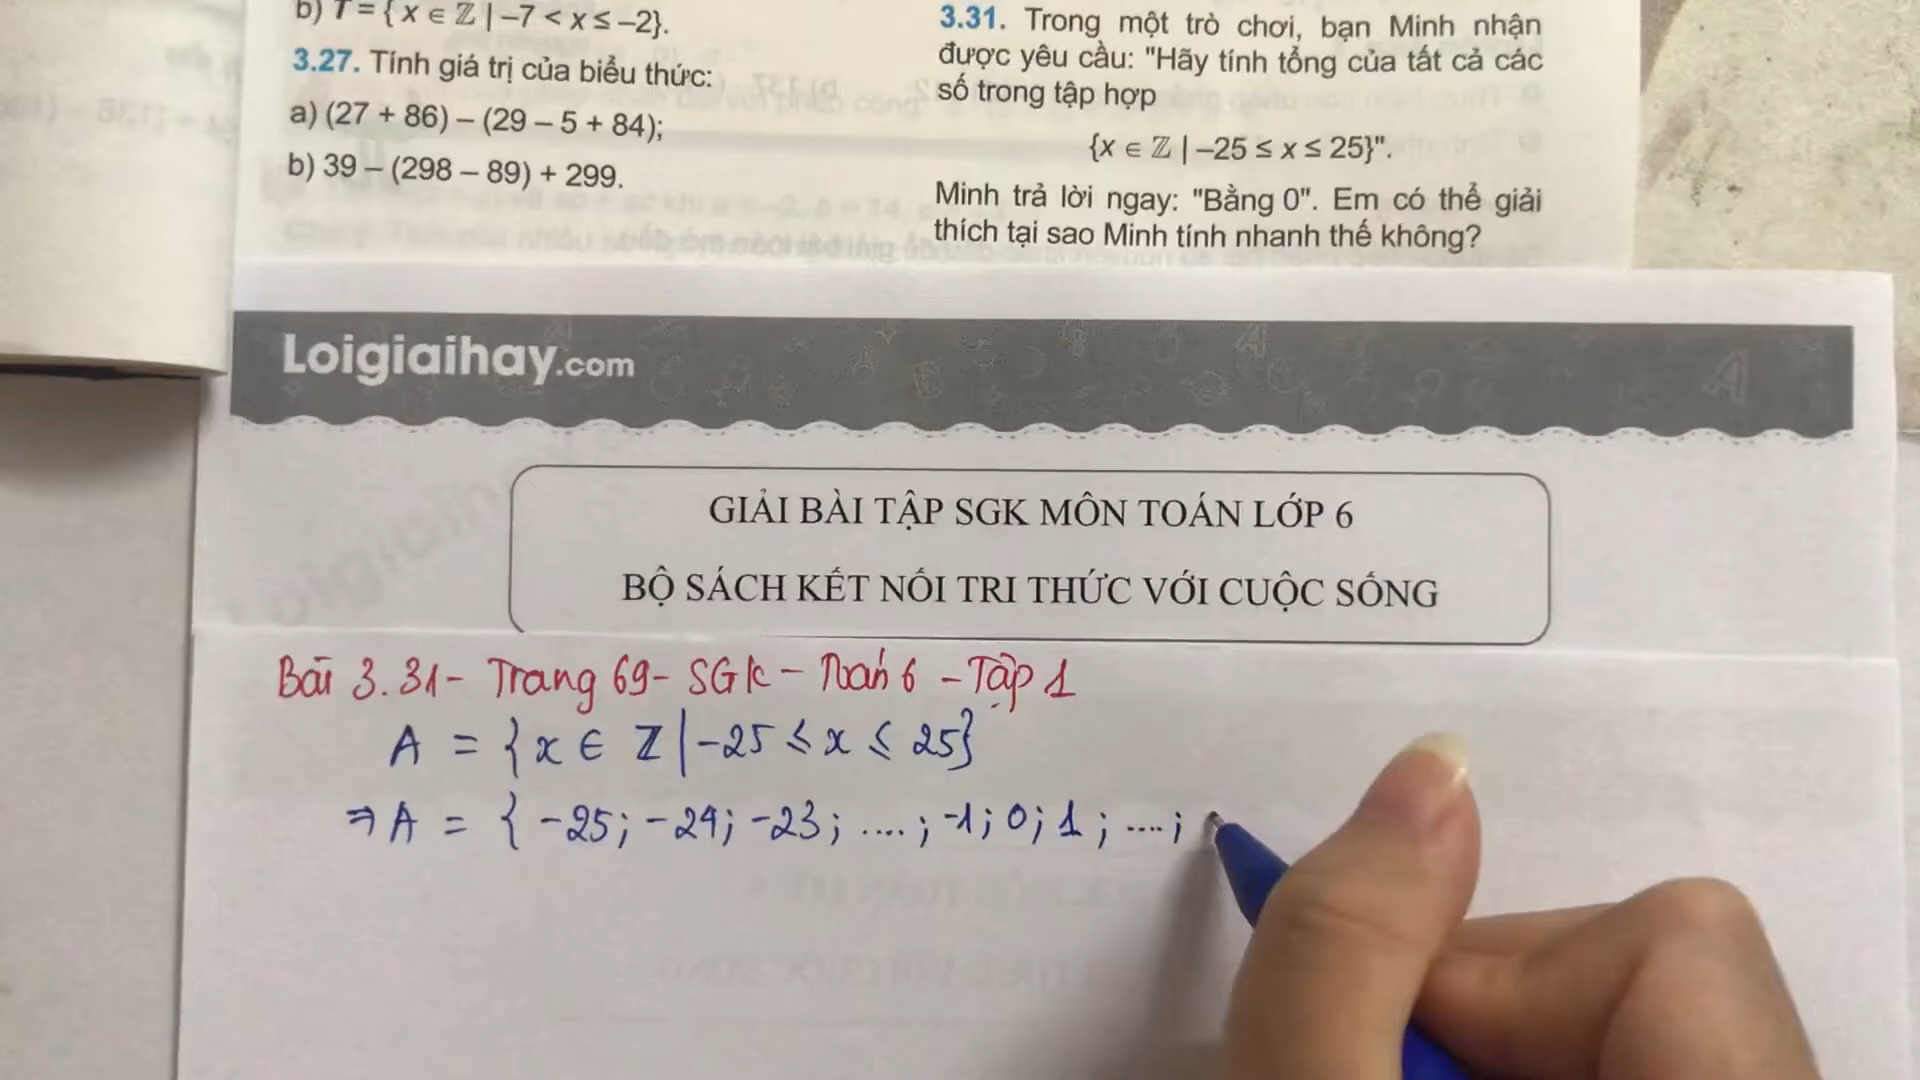 b) T = { x ∈ ℤ | –7 < x ≤ –2}.
3.27. Tính giá trị của biểu thức:
a) (27 + 86) – (29 – 5 + 84);
b) 39 – (298 – 89) + 299.
3.31. Trong một trò chơi, bạn Minh nhận
được yêu cầu: "Hãy tính tổng của tất cả các
số trong tập hợp
{x ∈ ℤ | –25 ≤ x ≤ 25}".
Minh trả lời ngay: "Bằng 0". Em có thể giải
thích tại sao Minh tính nhanh thế không?
Loigiaihay.com
GIẢI BÀI TẬP SGK MÔN TOÁN LỚP 6
BỘ SÁCH KẾT NỐI TRI THỨC VỚI CUỘC SỐNG
Bài 3.31 - Trang 69 - SGK - Toán 6 - Tập 1
A = {x ∈ ℤ | -25 ≤ x ≤ 25}
⇒ A = { -25; -24; -23; ....; -1; 0; 1; ....;